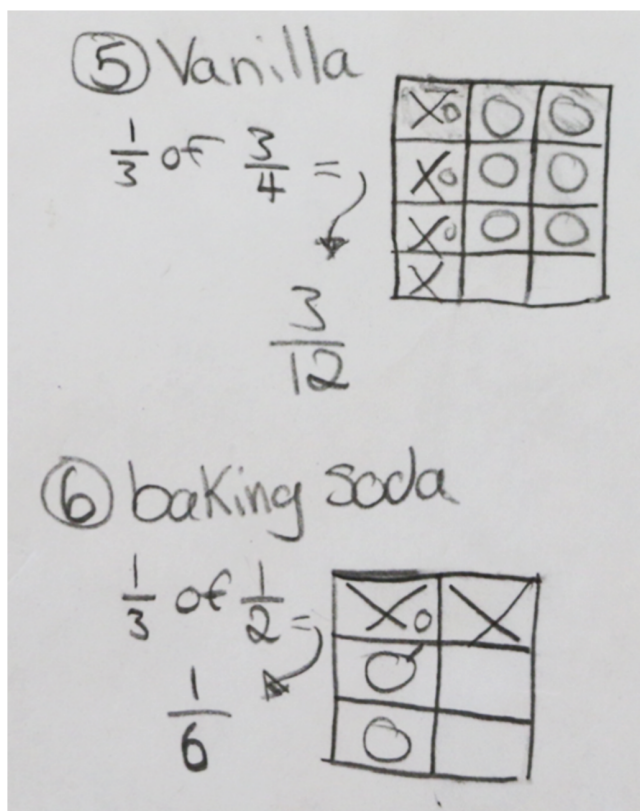 5 Vanilla
1/3 of 3/4 =
3/12
X o O O
X o O O
X o O O
X
6 baking soda
1/3 of 1/2 =
1/6
X o X
O
O